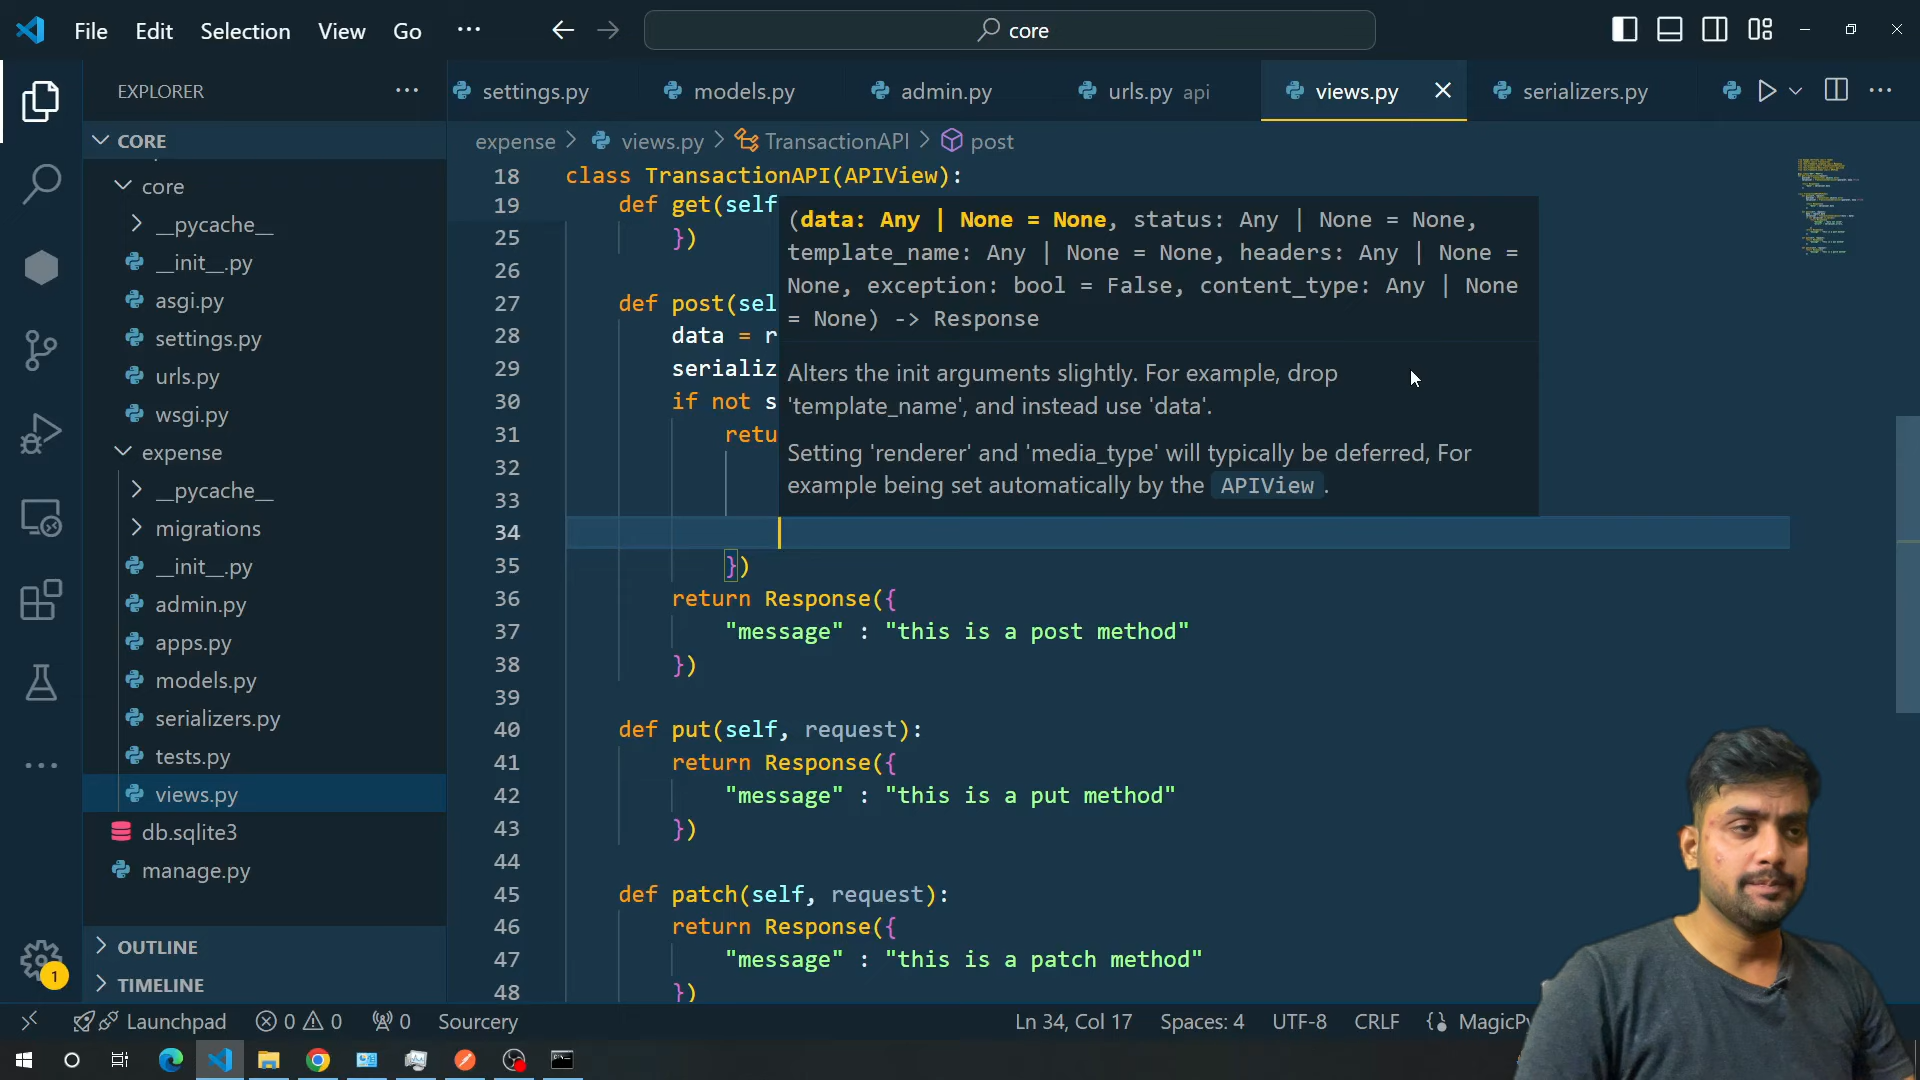 File Edit Selection View Go ···
core
EXPLORER ···
settings.py models.py admin.py urls.py api views.py serializers.py
CORE
expense > views.py > TransactionAPI > post
core
__pycache__
__init__.py
asgi.py
settings.py
urls.py
wsgi.py
expense
__pycache__
migrations
__init__.py
admin.py
apps.py
models.py
serializers.py
tests.py
views.py
db.sqlite3
manage.py
OUTLINE
TIMELINE
18 class TransactionAPI(APIView):
19 def get(self
25 })
26
27 def post(sel
28 data = r
29 serializ
30 if not s
31 retu
32
33
34
35 })
36 return Response({
37 "message" : "this is a post method"
38 })
39
40 def put(self, request):
41 return Response({
42 "message" : "this is a put method"
43 })
44
45 def patch(self, request):
46 return Response({
47 "message" : "this is a patch method"
48 })
(data: Any | None = None, status: Any | None = None,
template_name: Any | None = None, headers: Any | None =
None, exception: bool = False, content_type: Any | None
= None) -> Response
Alters the init arguments slightly. For example, drop
'template_name', and instead use 'data'.
Setting 'renderer' and 'media_type' will typically be deferred, For
example being set automatically by the APIView .
1
Launchpad 0 0 0 Sourcery Ln 34, Col 17 Spaces: 4 UTF-8 CRLF MagicPy